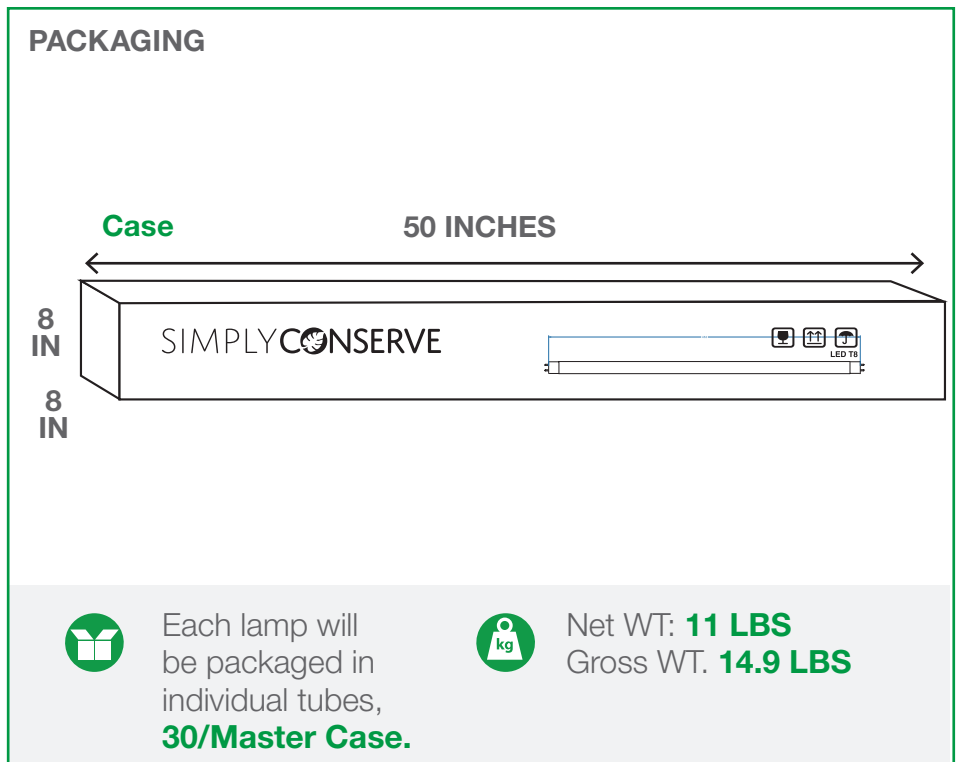 PACKAGING
Case
50 INCHES
8
IN
8
IN
SIMPLYCONSERVE
LED T8
Each lamp will
be packaged in
individual tubes,
30/Master Case.
kg
Net WT: 11 LBS
Gross WT. 14.9 LBS